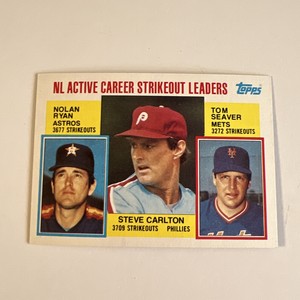 NL ACTIVE CAREER STRIKEOUT LEADERS
Topps
NOLAN
RYAN
ASTROS
3677 STRIKEOUTS
TOM
SEAVER
METS
3272 STRIKEOUTS
P
STEVE CARLTON
3709 STRIKEOUTS PHILLIES